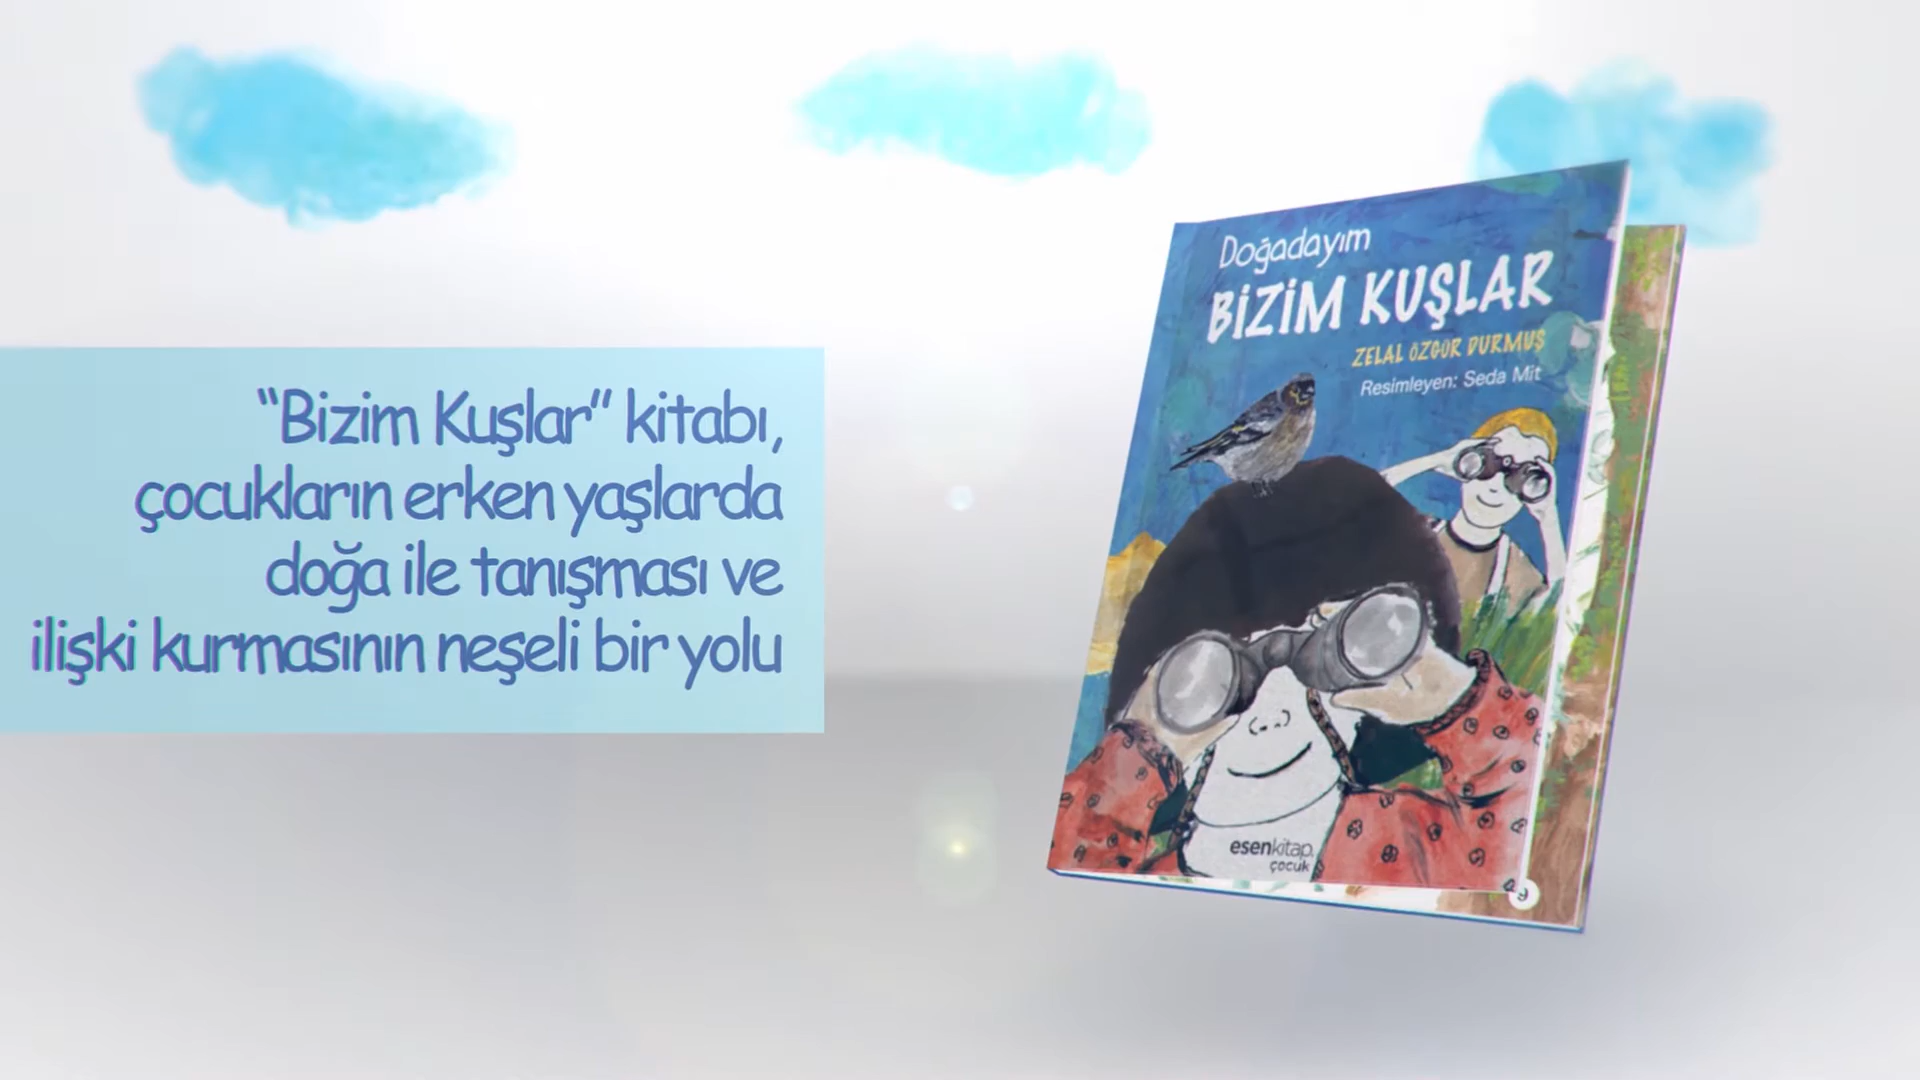 “Bizim Kuşlar” kitabı,
çocukların erken yaşlarda
doğa ile tanışması ve
ilişki kurmasının neşeli bir yolu
Doğadayım
BİZİM KUŞLAR
ZELAL ÖZGÜR DURMUŞ
Resimleyen: Seda Mit
esenkitap
çocuk
9